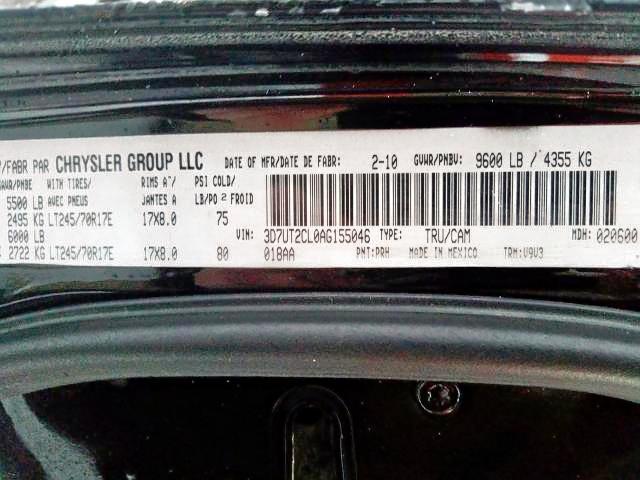 /FABR PAR CHRYSLER GROUP LLC DATE OF MFR/DATE DE FABR: 2-10 GVWR/PNBV: 9600 LB / 4355 KG
WITH TIRES/ RIMS A PSI COLD/
5500 LB AVEC PNEUS JANTES A LB/PO 2 FROID
2495 KG LT245/70R17E 17X8.0 75
6000 LB VIN: 3D7UT2CL0AG155046 TYPE: TRU/CAM MDH: 020600
2722 KG LT245/70R17E 17X8.0 80 018AA PNT: PRH MADE IN MEXICO TRM: V9V3